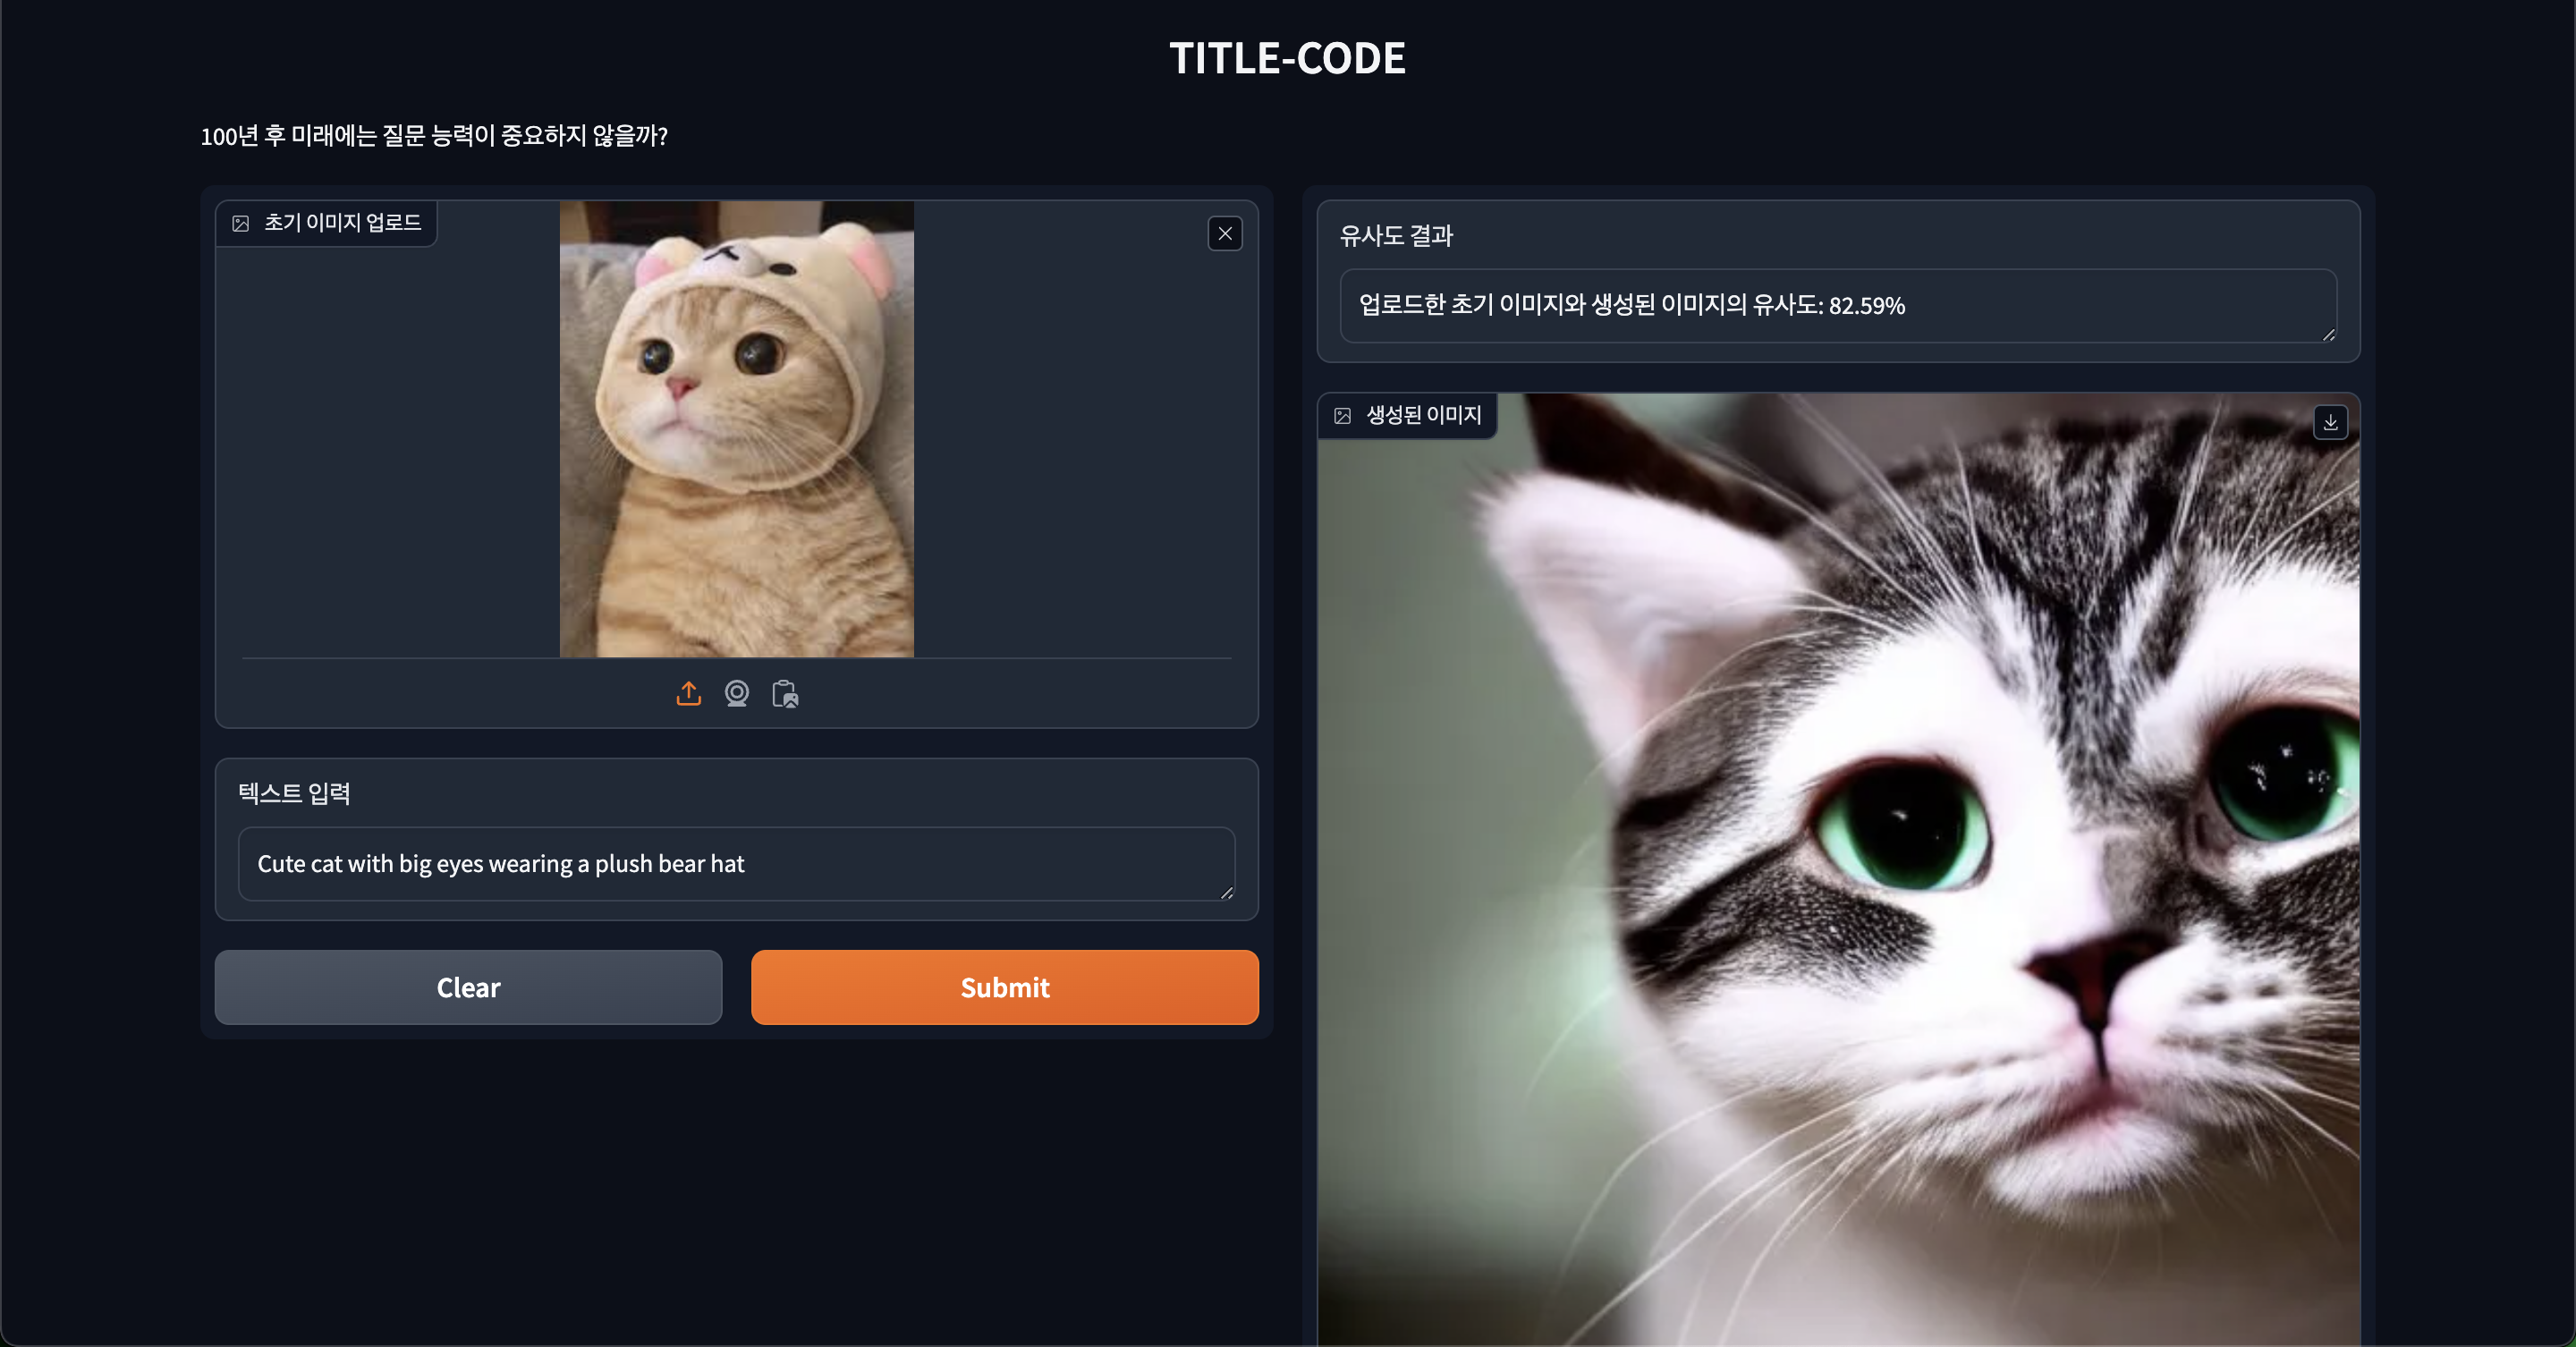 TITLE-CODE
100년 후 미래에는 질문 능력이 중요하지 않을까?
초기 이미지 업로드
텍스트 입력
Cute cat with big eyes wearing a plush bear hat
Clear
Submit
유사도 결과
업로드한 초기 이미지와 생성된 이미지의 유사도: 82.59%
생성된 이미지